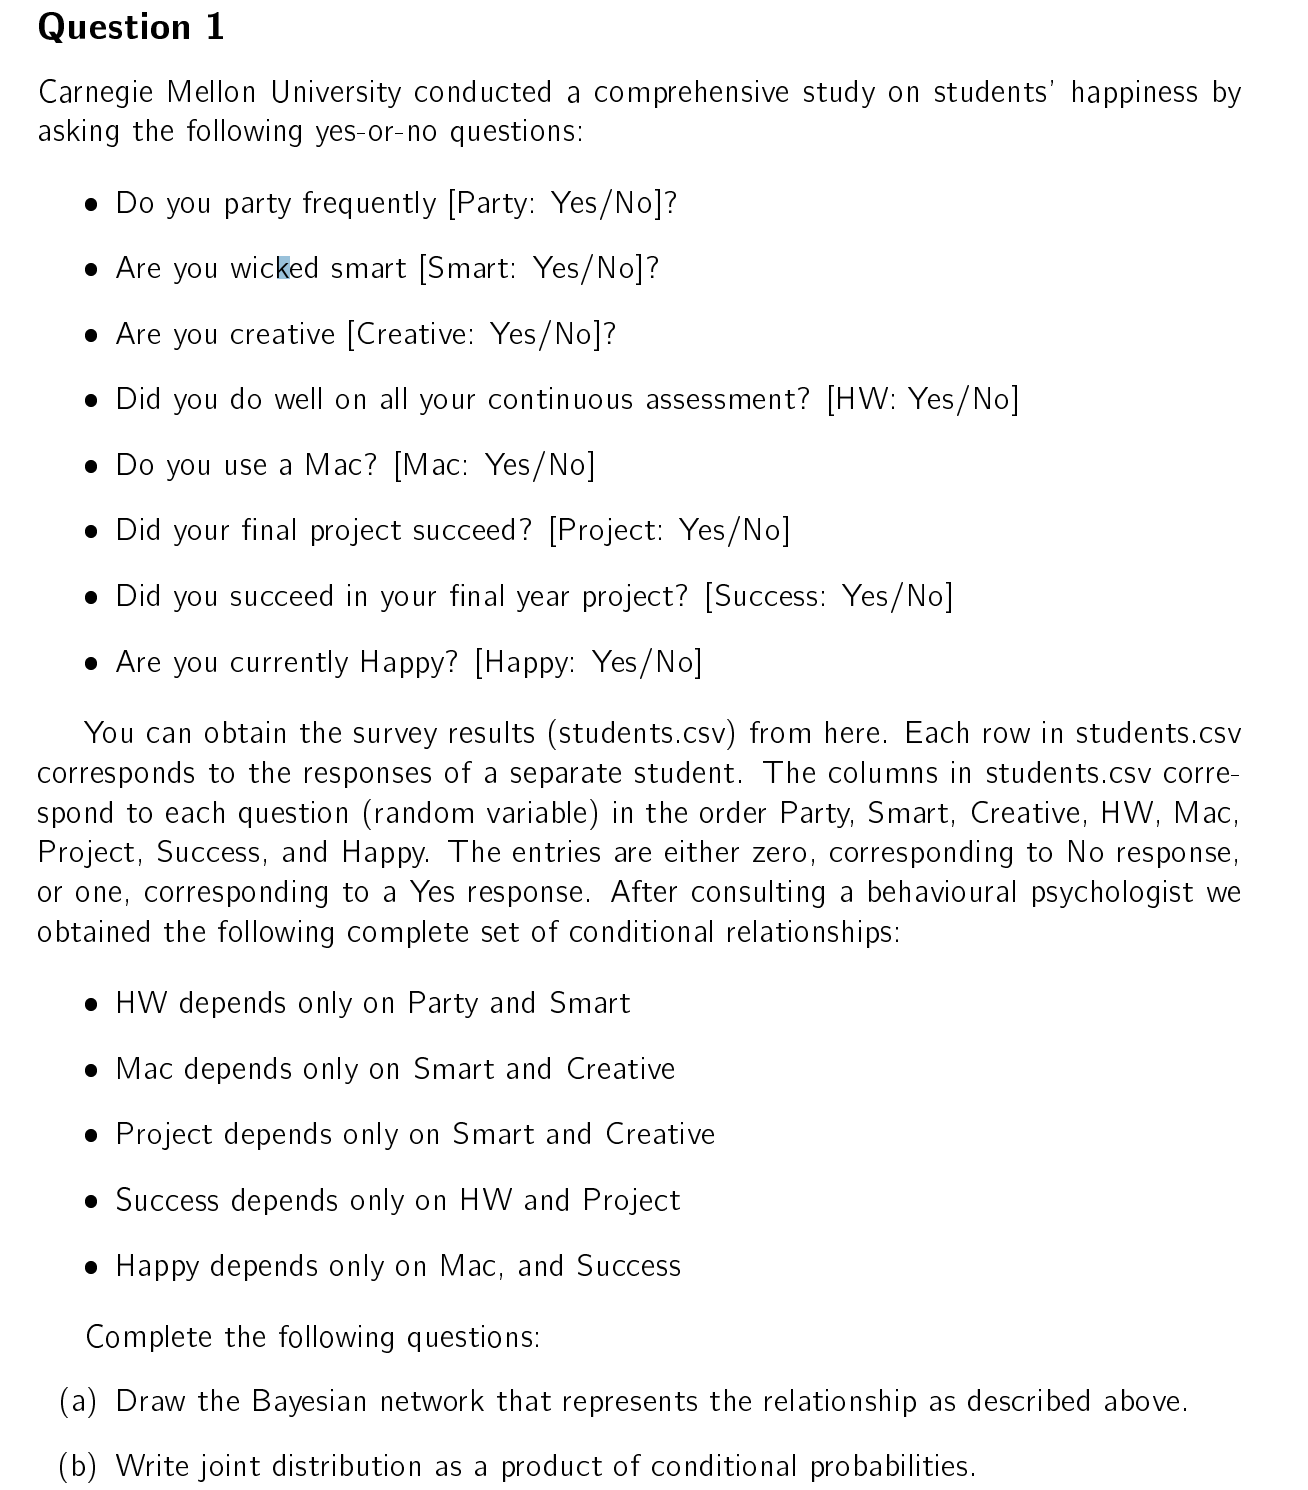 Question 1
Carnegie Mellon University conducted a comprehensive study on students' happiness by
asking the following yes-or-no questions:
• Do you party frequently [Party: Yes/No]?
• Are you wicked smart [Smart: Yes/No]?
• Are you creative [Creative: Yes/No]?
• Did you do well on all your continuous assessment? [HW: Yes/No]
• Do you use a Mac? [Mac: Yes/No]
• Did your final project succeed? [Project: Yes/No]
• Did you succeed in your final year project? [Success: Yes/No]
• Are you currently Happy? [Happy: Yes/No]
You can obtain the survey results (students.csv) from here. Each row in students.csv
corresponds to the responses of a separate student. The columns in students.csv corre-
spond to each question (random variable) in the order Party, Smart, Creative, HW, Mac,
Project, Success, and Happy. The entries are either zero, corresponding to No response,
or one, corresponding to a Yes response. After consulting a behavioural psychologist we
obtained the following complete set of conditional relationships:
• HW depends only on Party and Smart
• Mac depends only on Smart and Creative
• Project depends only on Smart and Creative
• Success depends only on HW and Project
• Happy depends only on Mac, and Success
Complete the following questions:
(a) Draw the Bayesian network that represents the relationship as described above.
(b) Write joint distribution as a product of conditional probabilities.